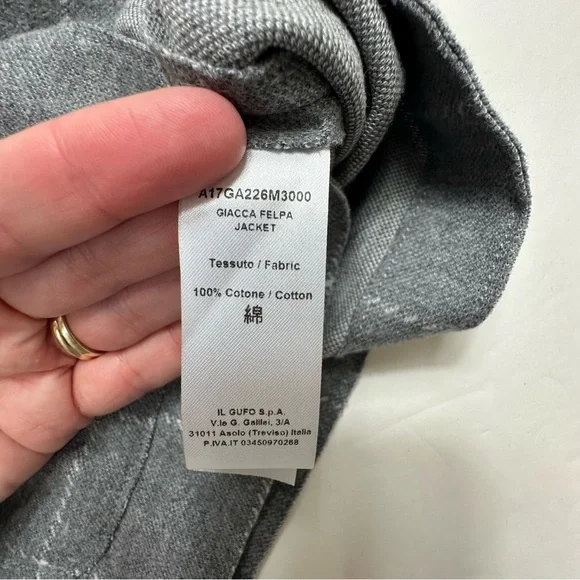 A17GA226M3000
GIACCA FELPA
JACKET
Tessuto / Fabric
100% Cotone / Cotton
綿
IL GUFO S.p.A.
V.le G. Galilei, 3/A
31011 Asolo (Treviso) Italia
P.IVA.IT 03450970268